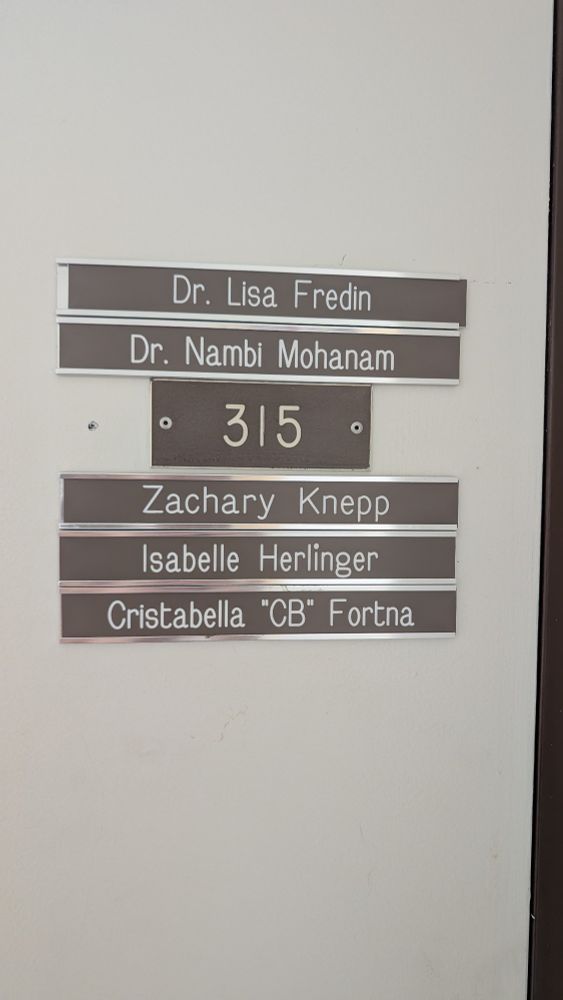 Dr. Lisa Fredin
Dr. Nambi Mohanam
315
Zachary Knepp
Isabelle Herlinger
Cristabella "CB" Fortna